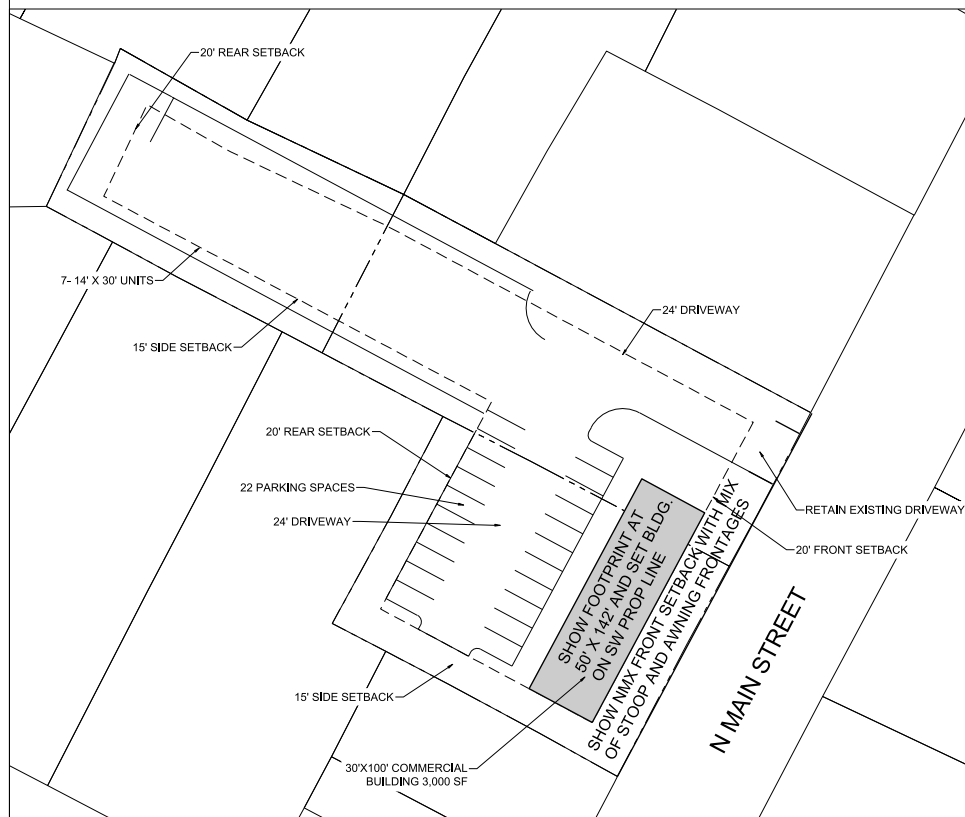 20' REAR SETBACK
7- 14' X 30' UNITS
15' SIDE SETBACK
24' DRIVEWAY
20' REAR SETBACK
22 PARKING SPACES
24' DRIVEWAY
RETAIN EXISTING DRIVEWAY
20' FRONT SETBACK
SHOW FOOTPRINT AT
50' X 142' AND SET BLDG.
ON SW PROP LINE
SHOW NMX FRONT SETBACK WITH MIX
OF STOOP AND AWNING FRONTAGES
N MAIN STREET
15' SIDE SETBACK
30'X100' COMMERCIAL
BUILDING 3,000 SF